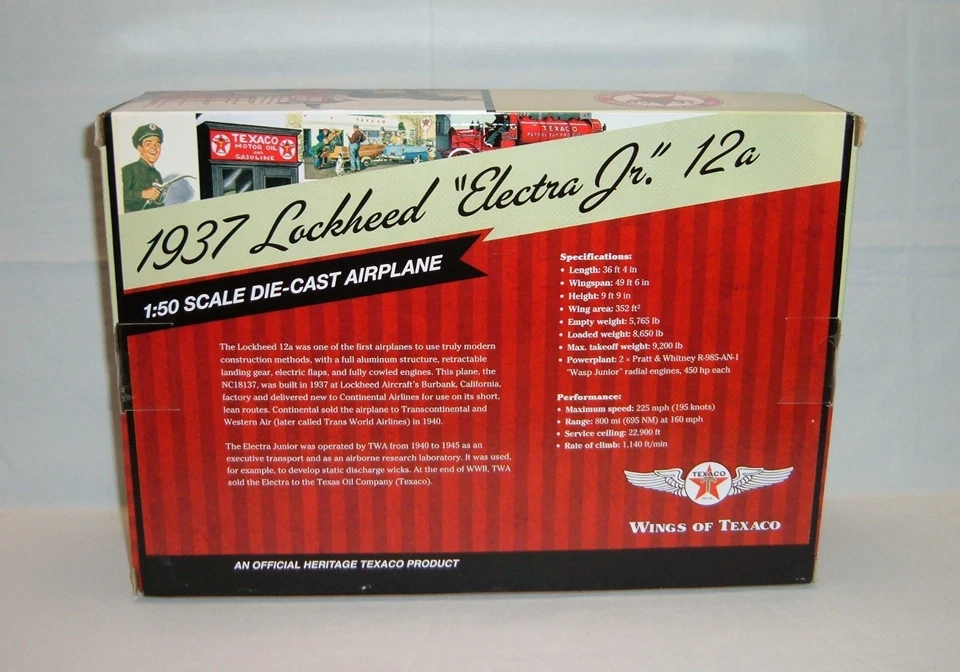 TEXACO
MOTOR OIL
AND
GASOLINE
TEXACO
TEXACO
1937 Lockheed "Electra Jr." 12a
1:50 SCALE DIE-CAST AIRPLANE
The Lockheed 12a was one of the first airplanes to use truly modern
construction methods, with a full aluminum structure, retractable
landing gear, electric flaps, and fully cowled engines. This plane, the
NC18137, was built in 1937 at Lockheed Aircraft's Burbank, California,
factory and delivered new to Continental Airlines for use on its short,
lean routes. Continental sold the airplane to Transcontinental and
Western Air (later called Trans World Airlines) in 1940.
The Electra Junior was operated by TWA from 1940 to 1945 as an
executive transport and as an airborne research laboratory. It was used,
for example, to develop static discharge wicks. At the end of WWII, TWA
sold the Electra to the Texas Oil Company (Texaco).
Specifications:
• Length: 36 ft 4 in
• Wingspan: 49 ft 6 in
• Height: 9 ft 9 in
• Wing area: 352 ft²
• Empty weight: 5,765 lb
• Loaded weight: 8,650 lb
• Max. takeoff weight: 9,200 lb
• Powerplant: 2 × Pratt & Whitney R-985-AN-1
"Wasp Junior" radial engines, 450 hp each
Performance:
• Maximum speed: 225 mph (195 knots)
• Range: 800 mi (695 NM) at 160 mph
• Service ceiling: 22,900 ft
• Rate of climb: 1,140 ft/min
TEXACO
T
WINGS OF TEXACO
AN OFFICIAL HERITAGE TEXACO PRODUCT